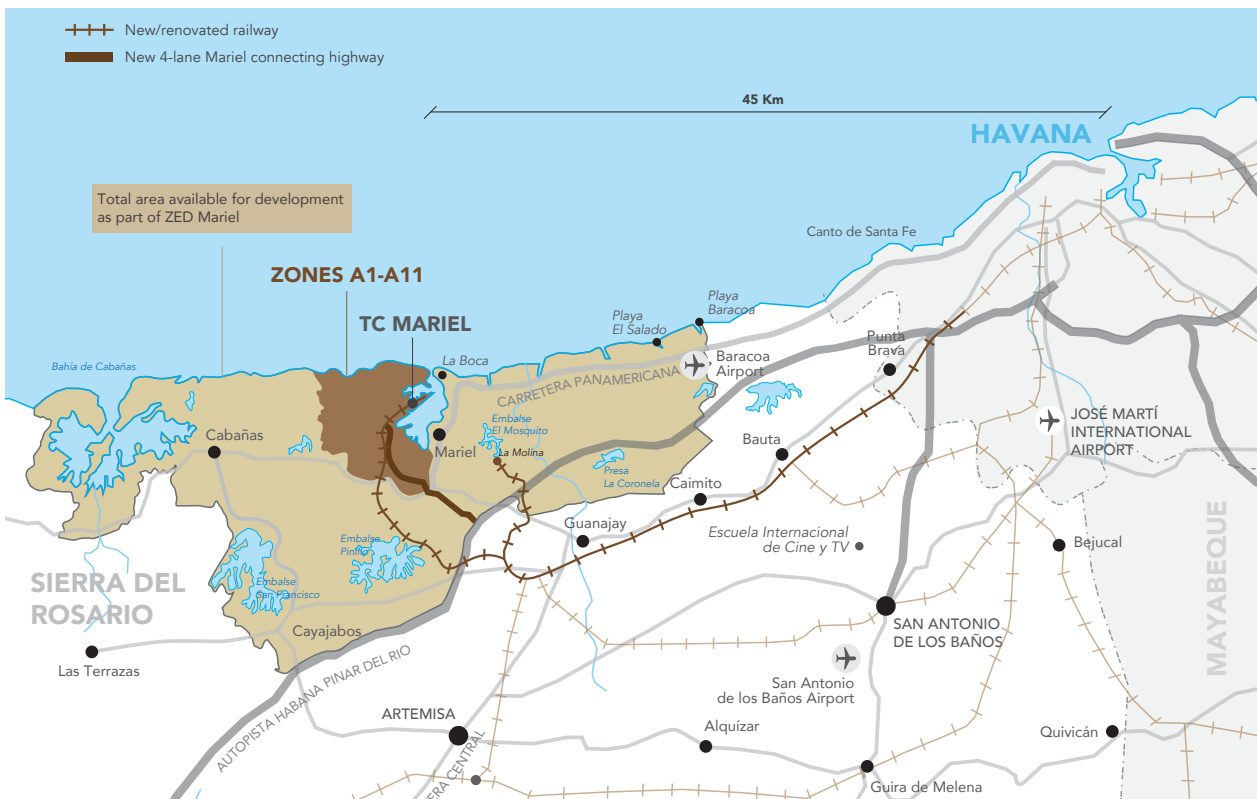 New/renovated railway
New 4-lane Mariel connecting highway
45 Km
HAVANA
Total area available for development
as part of ZED Mariel
Canto de Santa Fe
ZONES A1-A11
TC MARIEL
Playa
Baracoa
Playa
El Salado
Punta
Brava
La Boca
Bahía de Cabañas
Baracoa
Airport
CARRETERA PANAMERICANA
JOSÉ MARTÍ
INTERNATIONAL
AIRPORT
Embalse
El Mosquito
Cabañas
Mariel
La Molina
Bauta
Presa
La Coronela
Caimito
Guanajay
Escuela Internacional
de Cine y TV
Embalse
Pinillo
Bejucal
SIERRA DEL
ROSARIO
Embalse
San Francisco
MAYABEQUE
Cayajabos
SAN ANTONIO
DE LOS BAÑOS
Las Terrazas
AUTOPISTA HABANA PINAR DEL RIO
San Antonio
de los Baños Airport
ARTEMISA
Alquízar
Quivicán
ERA CENTRAL
Guira de Melena